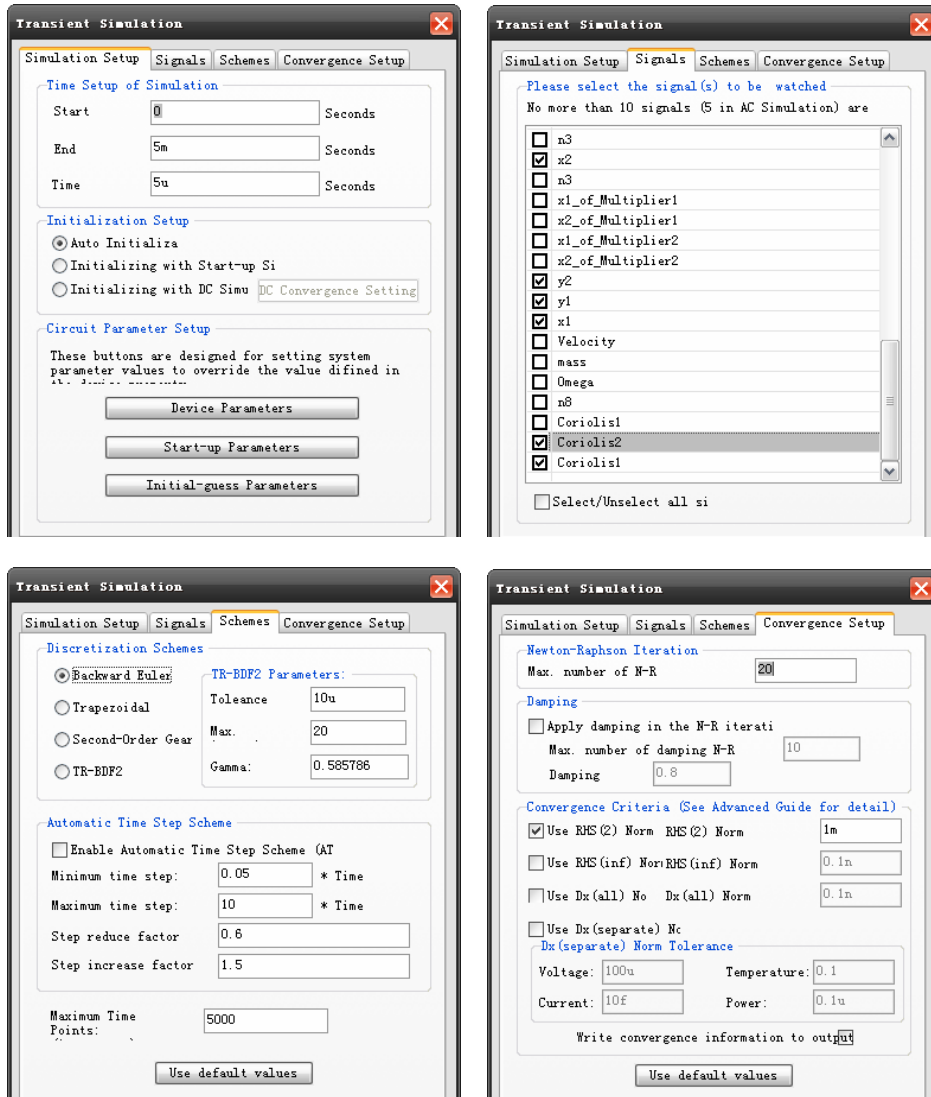 Transient Simulation
Simulation Setup Signals Schemes Convergence Setup
Time Setup of Simulation
Start 0 Seconds
End 5m Seconds
Time 5u Seconds
Initialization Setup
Auto Initializa
Initializing with Start-up Si
Initializing with DC Simu DC Convergence Setting
Circuit Parameter Setup
These buttons are designed for setting system
parameter values to override the value difined in
Device Parameters
Start-up Parameters
Initial-guess Parameters
Transient Simulation
Simulation Setup Signals Schemes Convergence Setup
Please select the signal(s) to be watched
No more than 10 signals (5 in AC Simulation) are
n3
x2
n3
x1_of_Multiplier1
x2_of_Multiplier1
x1_of_Multiplier2
x2_of_Multiplier2
y2
y1
x1
Velocity
mass
Omega
n8
Coriolis1
Coriolis2
Coriolis1
Select/Unselect all si
Transient Simulation
Simulation Setup Signals Schemes Convergence Setup
Discretization Schemes
Backward Euler
Trapezoidal
Second-Order Gear
TR-BDF2
TR-BDF2 Parameters:
Toleance 10u
Max. 20
Gamma: 0.585786
Automatic Time Step Scheme
Enable Automatic Time Step Scheme (AT
Minimum time step: 0.05 * Time
Maximum time step: 10 * Time
Step reduce factor 0.6
Step increase factor 1.5
Maximum Time
Points: 5000
Use default values
Transient Simulation
Simulation Setup Signals Schemes Convergence Setup
Newton-Raphson Iteration
Max. number of N-R 20
Damping
Apply damping in the N-R iterati
Max. number of damping N-R 10
Damping 0.8
Convergence Criteria (See Advanced Guide for detail)
Use RHS(2) Norm RHS(2) Norm 1m
Use RHS(inf) Nori RHS(inf) Norm 0.1n
Use Dx(all) No Dx(all) Norm 0.1n
Use Dx(separate) Nc
Dx(separate) Norm Tolerance
Voltage: 100u Temperature: 0.1
Current: 10f Power: 0.1u
Write convergence information to output
Use default values